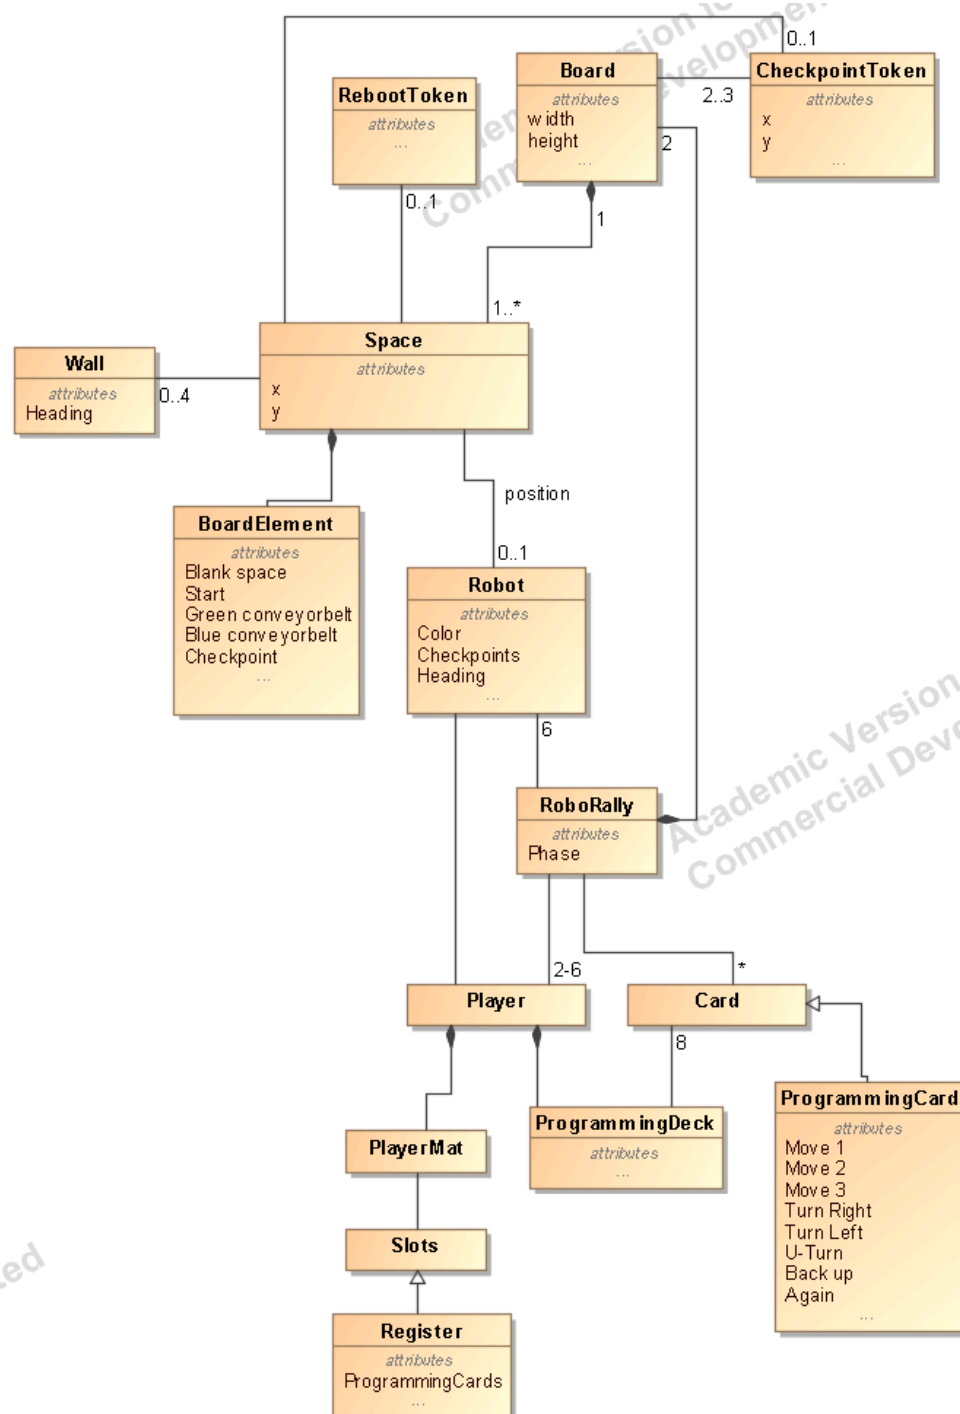 0..1
Board
attributes
width
height
...
2..3
2
1
CheckpointToken
attributes
x
y
...
RebootToken
attributes
...
0..1
1..*
Space
attributes
x
y
Wall
attributes
Heading
0..4
BoardElement
attributes
Blank space
Start
Green conveyorbelt
Blue conveyorbelt
Checkpoint
...
position
0..1
Robot
attributes
Color
Checkpoints
Heading
...
6
RoboRally
attributes
Phase
2-6
*
Player
Card
8
ProgrammingDeck
attributes
...
ProgrammingCard
attributes
Move 1
Move 2
Move 3
Turn Right
Turn Left
U-Turn
Back up
Again
...
PlayerMat
Slots
Register
attributes
ProgrammingCards
...
Academic Version
Commercial